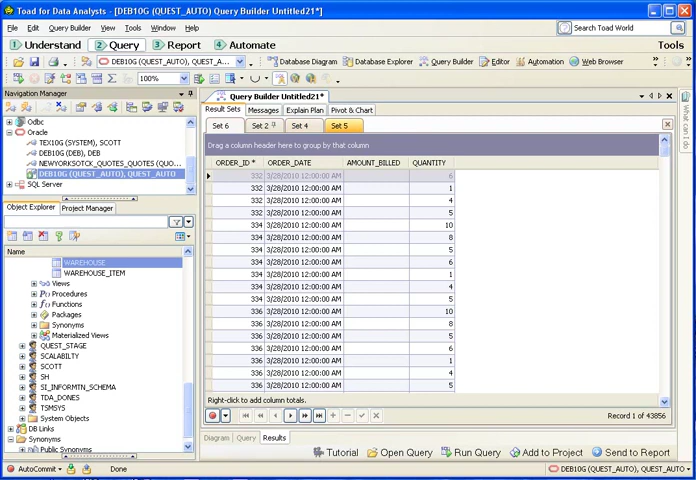 Toad for Data Analysts - [DEB10G (QUEST_AUTO) Query Builder Untitled21*]
File Edit Query Builder View Tools Window Help
Search Toad World
1 Understand 2 Query 3 Report 4 Automate Tools
DEB10G (QUEST_AUTO), QUEST_A... Database Diagram Database Explorer Query Builder Editor Automation Web Browser
100%
Navigation Manager
Odbc
Oracle
TEX10G (SYSTEM), SCOTT
DEB10G (DEB), DEB
NEWYORKSOTCK_QUOTES_QUOTES (QUO...
DEB10G (QUEST_AUTO), QUEST_AUTO
SQL Server
Object Explorer Project Manager
Name
WAREHOUSE
WAREHOUSE_ITEM
Views
Procedures
Functions
Packages
Synonyms
Materialized Views
QUEST_STAGE
SCALABILTY
SCOTT
SH
SI_INFORMTN_SCHEMA
TDA_DONES
TSMSYS
System Objects
DB Links
Synonyms
Public Synonyms
Query Builder Untitled21*
Result Sets Messages Explain Plan Pivot & Chart
Set 6 Set 2 Set 4 Set 5
Drag a column header here to group by that column
ORDER_ID * ORDER_DATE AMOUNT_BILLED QUANTITY
332 3/28/2010 12:00:00 AM 6
332 3/28/2010 12:00:00 AM 1
332 3/28/2010 12:00:00 AM 4
332 3/28/2010 12:00:00 AM 5
334 3/28/2010 12:00:00 AM 10
334 3/28/2010 12:00:00 AM 8
334 3/28/2010 12:00:00 AM 5
334 3/28/2010 12:00:00 AM 6
334 3/28/2010 12:00:00 AM 1
334 3/28/2010 12:00:00 AM 4
334 3/28/2010 12:00:00 AM 5
336 3/28/2010 12:00:00 AM 10
336 3/28/2010 12:00:00 AM 8
336 3/28/2010 12:00:00 AM 5
336 3/28/2010 12:00:00 AM 6
336 3/28/2010 12:00:00 AM 1
336 3/28/2010 12:00:00 AM 4
336 3/28/2010 12:00:00 AM 5
Right-click to add column totals.
Record 1 of 43856
Diagram Query Results
Tutorial Open Query Run Query Add to Project Send to Report
What can I do
AutoCommit Done DEB10G (QUEST_AUTO), QUEST_AUTO